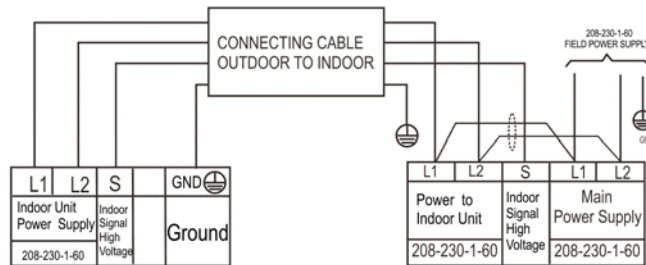 CONNECTING CABLE
OUTDOOR TO INDOOR
208-230-1-60
FIELD POWER SUPPLY
L1 L2 S GND
Indoor Unit
Power Supply
208-230-1-60
Indoor
Signal
High
Voltage
Ground
L1 L2 S L1 L2
Power to
Indoor Unit
208-230-1-60
Indoor
Signal
High
Voltage
Main
Power Supply
208-230-1-60